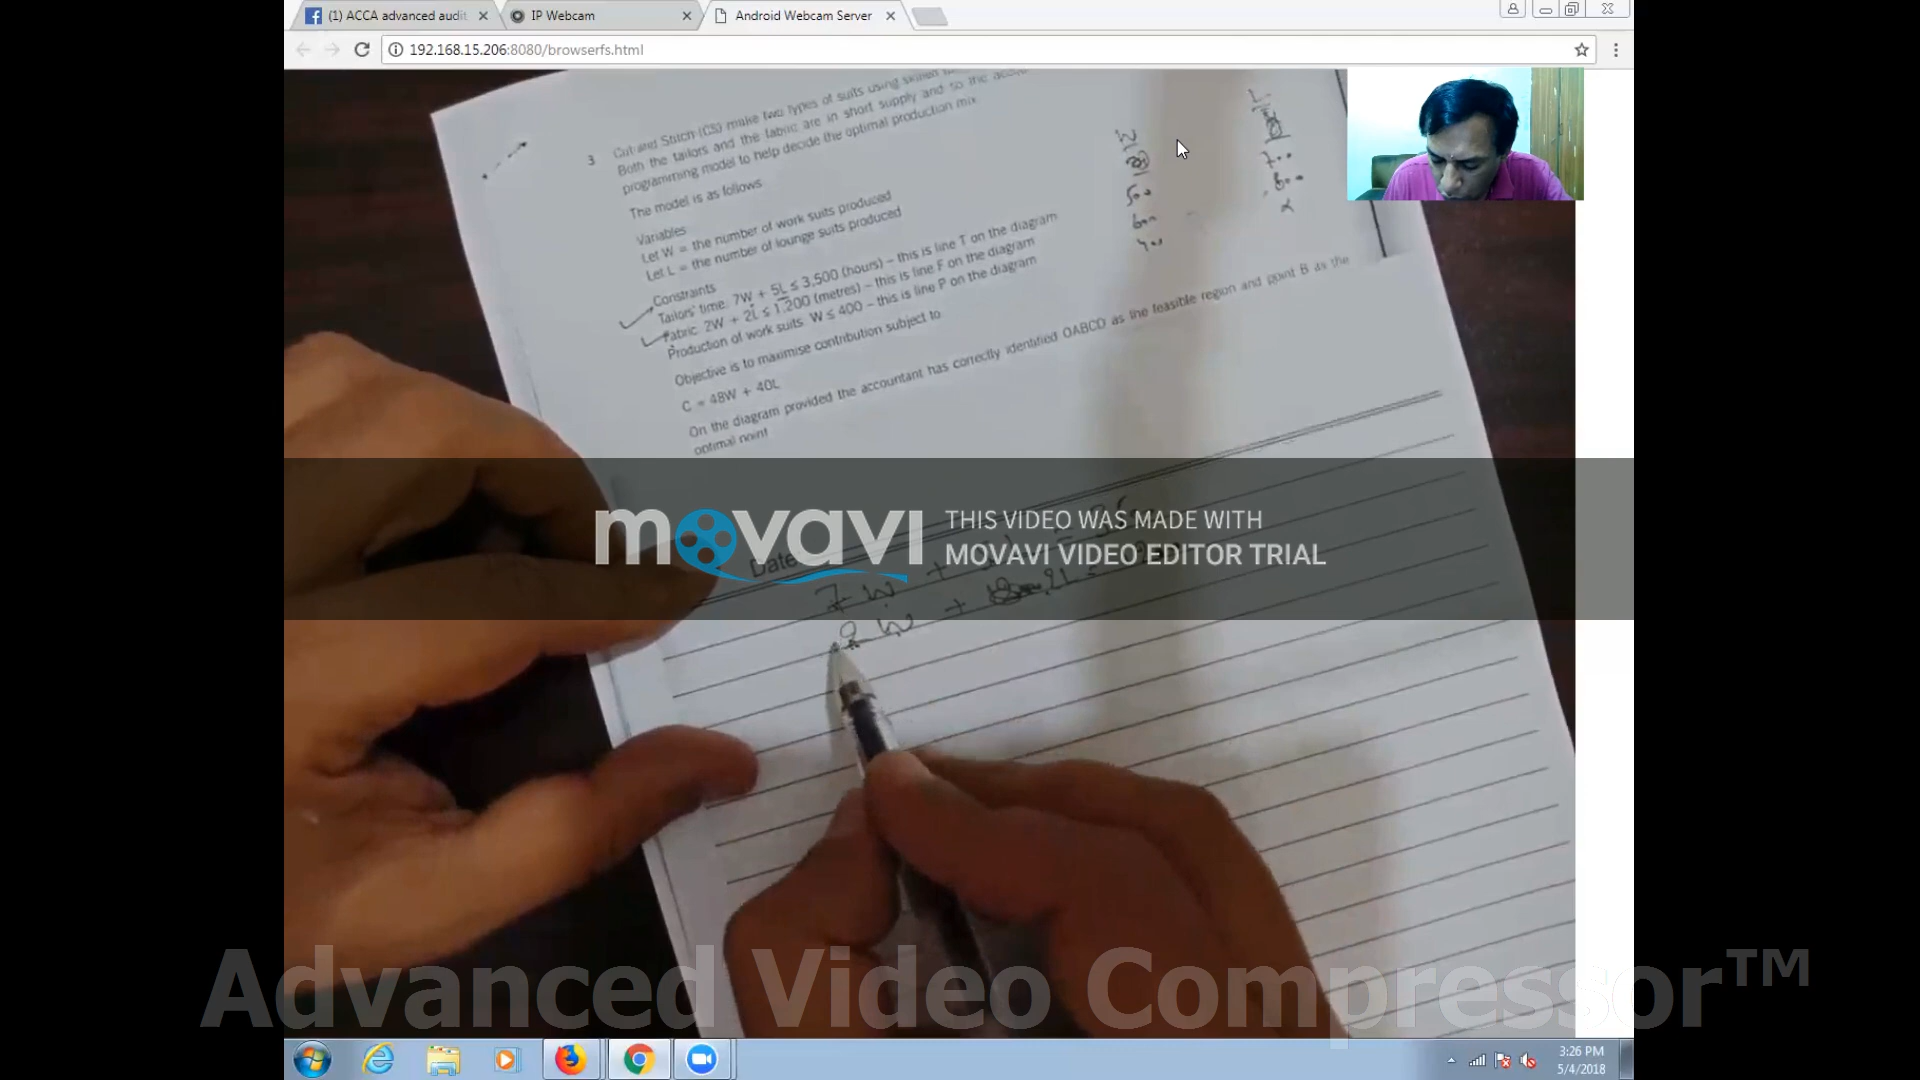 (1) ACCA advanced audit
IP Webcam
Android Webcam Server
192.168.15.206:8080/browserfs.html
3 Cut and Stitch (CS) make two types of suits using skilled
Both the tailors and the fabric are in short supply and so the
programming model to help decide the optimal production mix
The model is as follows
Variables
Let W = the number of work suits produced
Let L = the number of lounge suits produced
Constraints
Tailors' time: 7W + 5L ≤ 3,500 (hours) – this is line T on the diagram
Fabric: 2W + 2L ≤ 1,200 (metres) – this is line F on the diagram
Production of work suits: W ≤ 400 – this is line P on the diagram
Objective is to maximise contribution subject to
C = 48W + 40L
On the diagram provided the accountant has correctly identified OABCD as the feasible region and point B as the
optimal point
500
600
400
movavi THIS VIDEO WAS MADE WITH
MOVAVI VIDEO EDITOR TRIAL
Date
7 W +
2 W + 2L
Advanced Video Compressor™
3:26 PM
5/4/2018